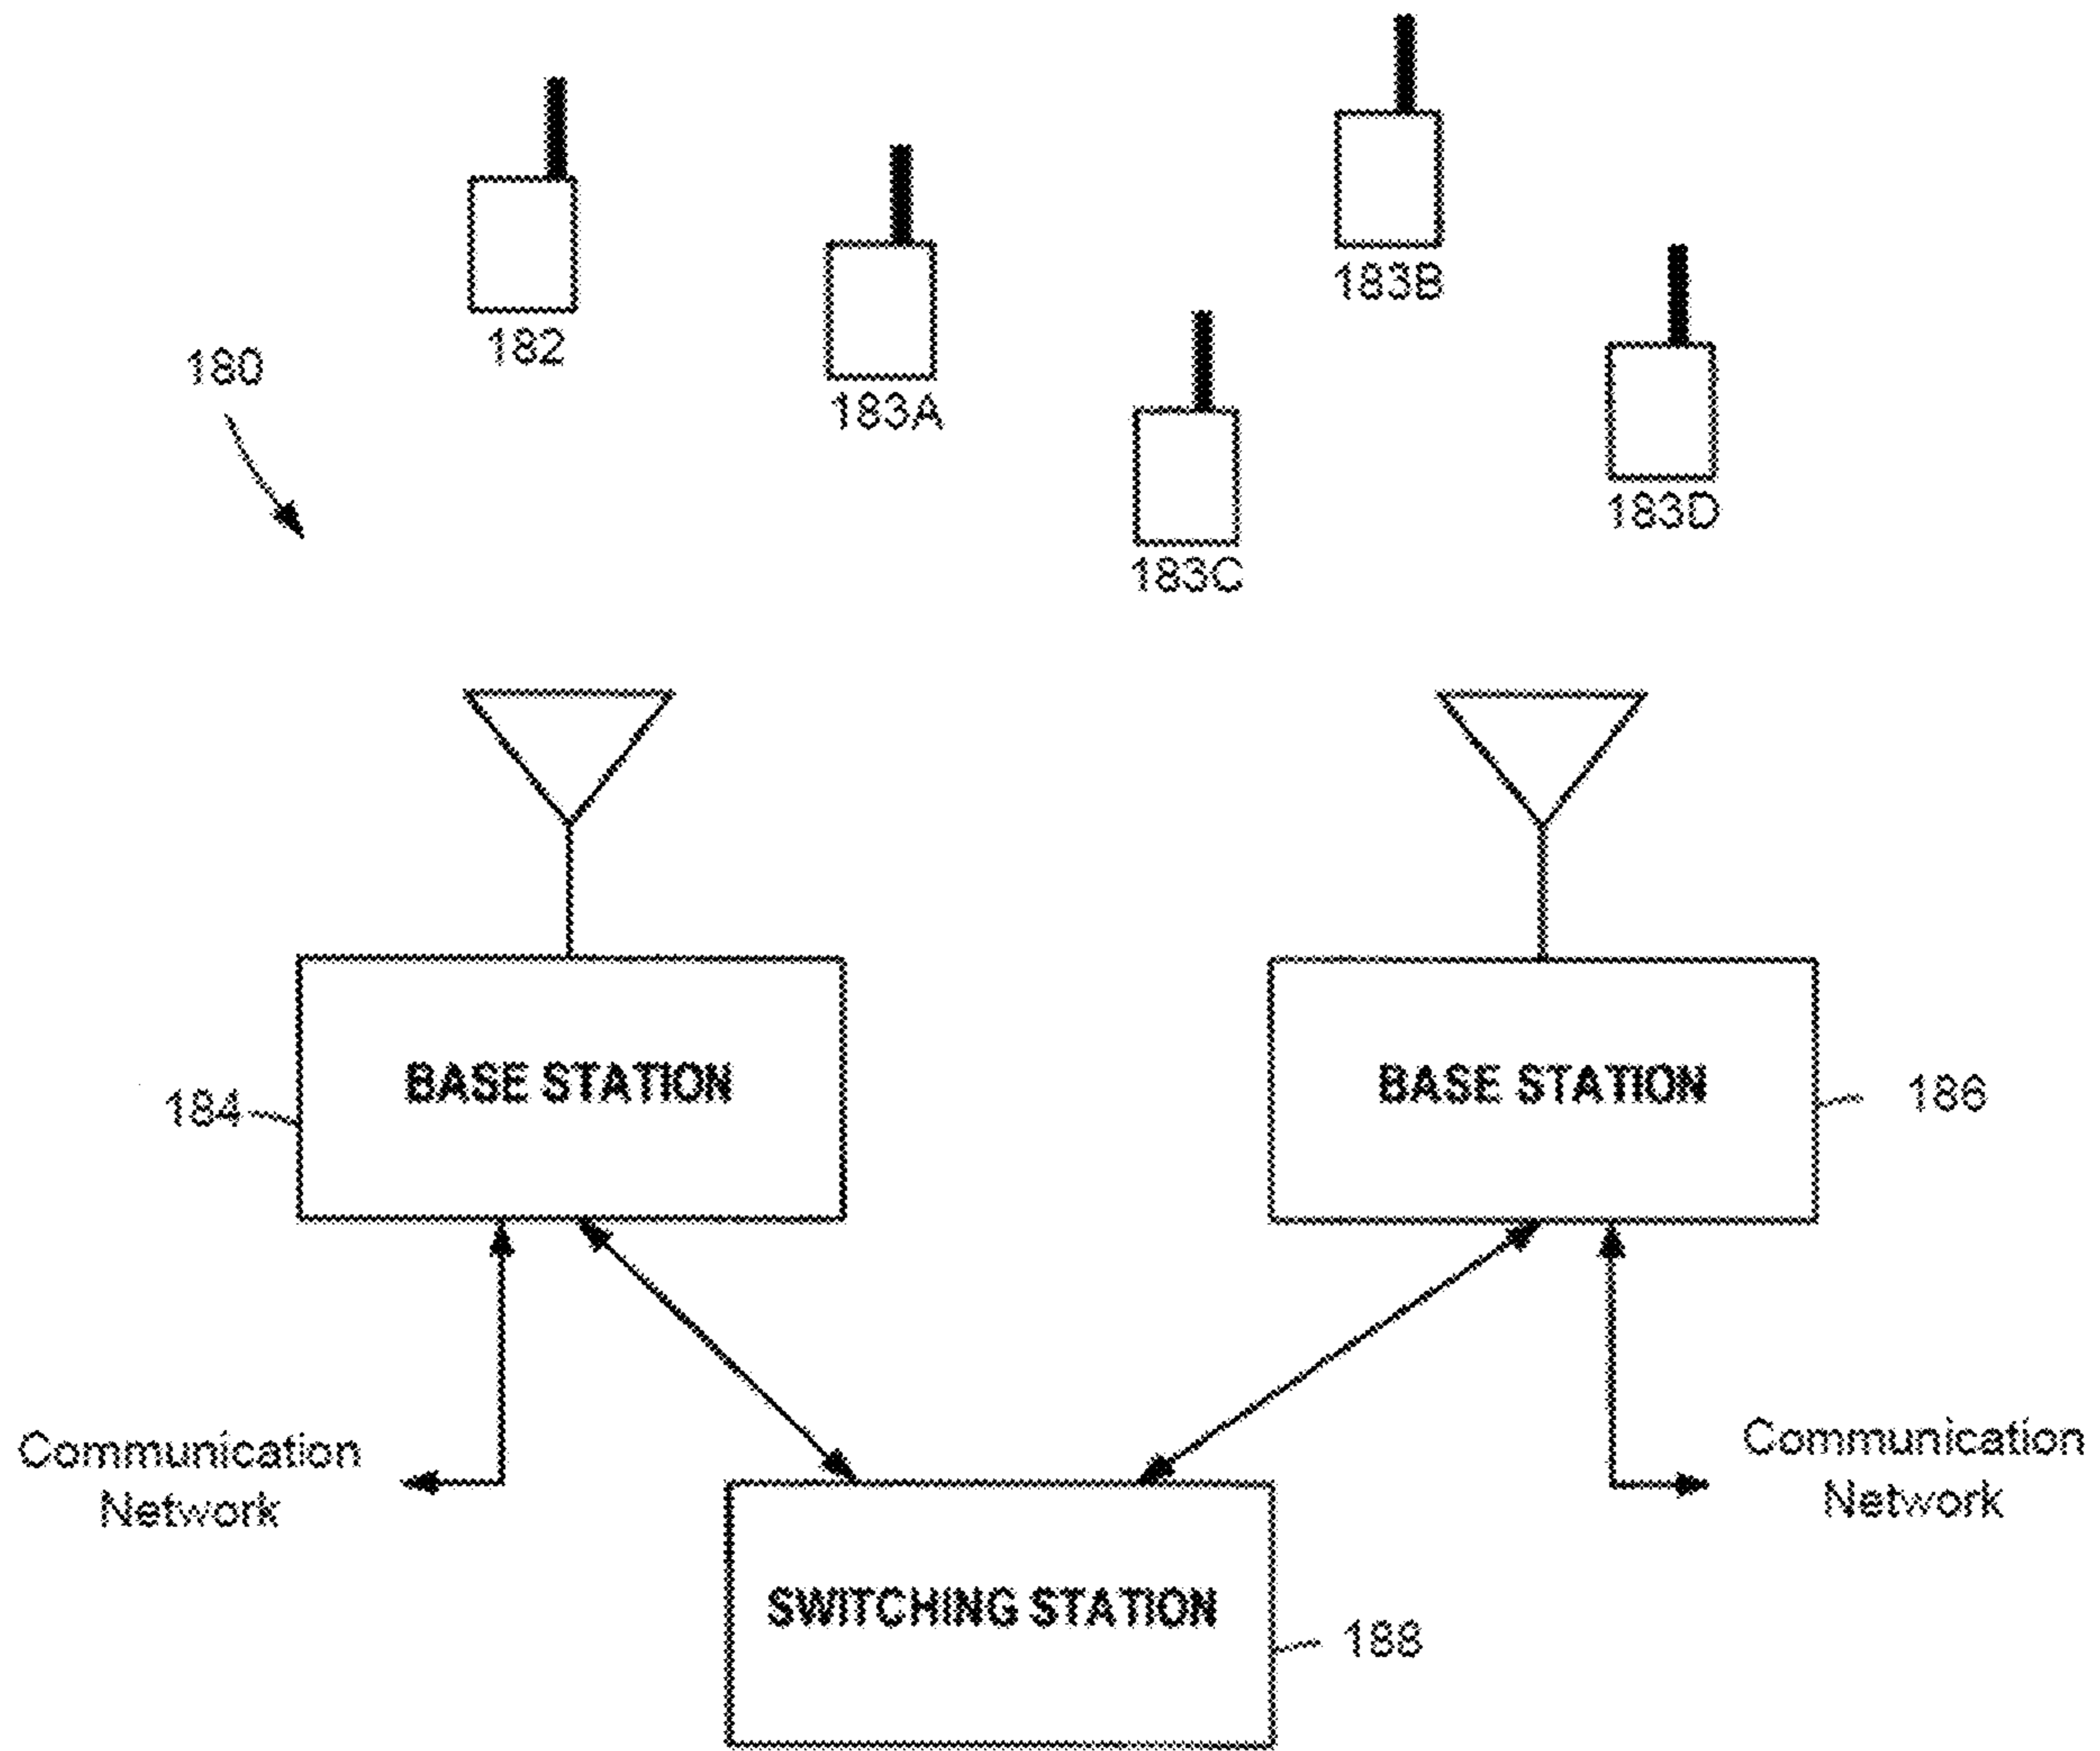 183B
182
180
183A
183D
183C
BASE STATION
BASE STATION
184
186
Communication
Network
Communication
Network
SWITCHING STATION
188